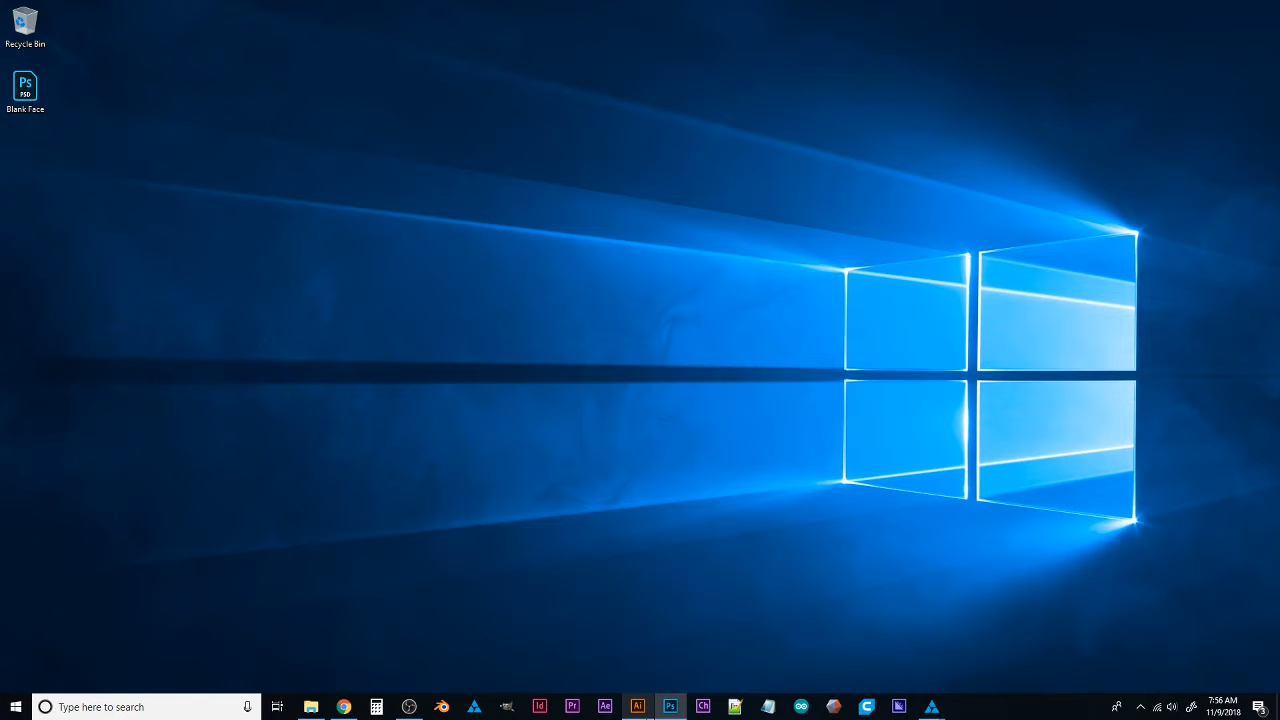 Recycle Bin
Ps
PSD
Blank Face
Type here to search
Id
Pr
Ae
Ai
Ps
Ch
7:56 AM
11/9/2018